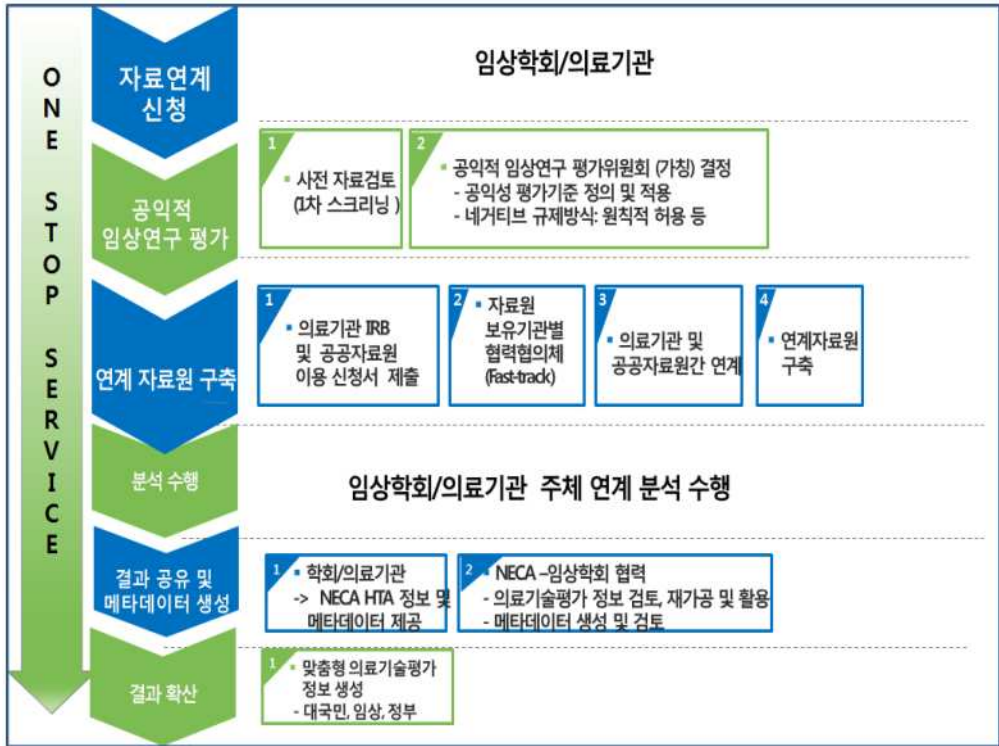 ONE STOP SERVICE
자료연계
신청
임상학회/의료기관
공익적
임상연구 평가
1
▪ 사전 자료검토
(1차 스크리닝 )
2
▪ 공익적 임상연구 평가위원회 (가칭) 결정
- 공익성 평가기준 정의 및 적용
- 네거티브 규제방식: 원칙적 허용 등
연계 자료원 구축
1
▪ 의료기관 IRB
및 공공자료원
이용 신청서 제출
2
▪ 자료원
보유기관별
협력협의체
(Fast-track)
3
▪ 의료기관 및
공공자료원간 연계
4
▪ 연계자료원
구축
분석 수행
임상학회/의료기관 주체 연계 분석 수행
결과 공유 및
메타데이터 생성
1
▪ 학회/의료기관
-> NECA HTA 정보 및
메타데이터 제공
2
▪ NECA –임상학회 협력
- 의료기술평가 정보 검토, 재가공 및 활용
- 메타데이터 생성 및 검토
결과 확산
1
▪ 맞춤형 의료기술평가
정보 생성
- 대국민, 임상, 정부